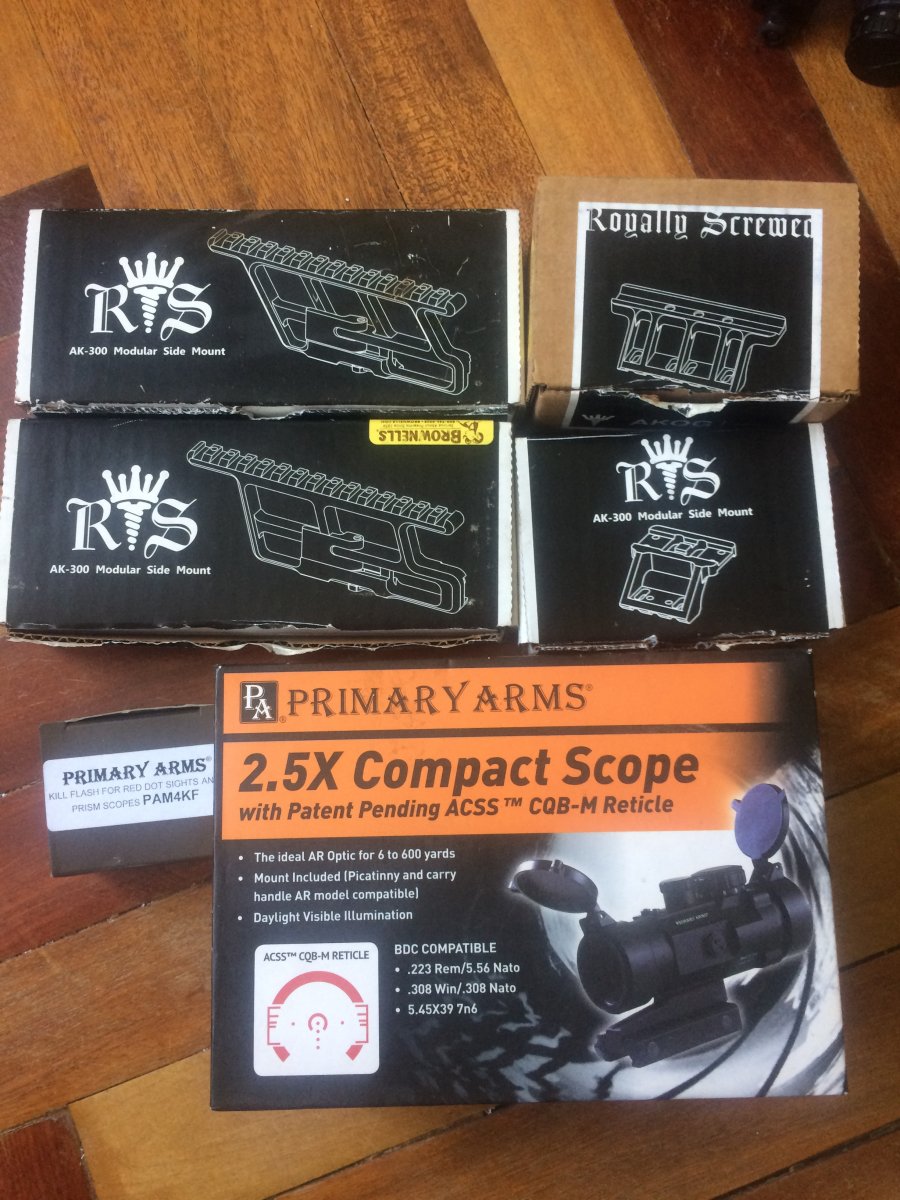 RS
AK-300 Modular Side Mount
Royally Screwed
AKOG
BROWNELLS
RS
AK-300 Modular Side Mount
RS
AK-300 Modular Side Mount
PRIMARY ARMS®
KILL FLASH FOR RED DOT SIGHTS AN
PRISM SCOPES PAM4KF
PA® PRIMARY ARMS®
2.5X Compact Scope
with Patent Pending ACSS™ CQB-M Reticle
• The ideal AR Optic for 6 to 600 yards
• Mount Included (Picatinny and carry
handle AR model compatible)
• Daylight Visible Illumination
ACSS™ CQB-M RETICLE
BDC COMPATIBLE
• .223 Rem/5.56 Nato
• .308 Win/.308 Nato
• 5.45X39 7n6
PRIMARY ARMS